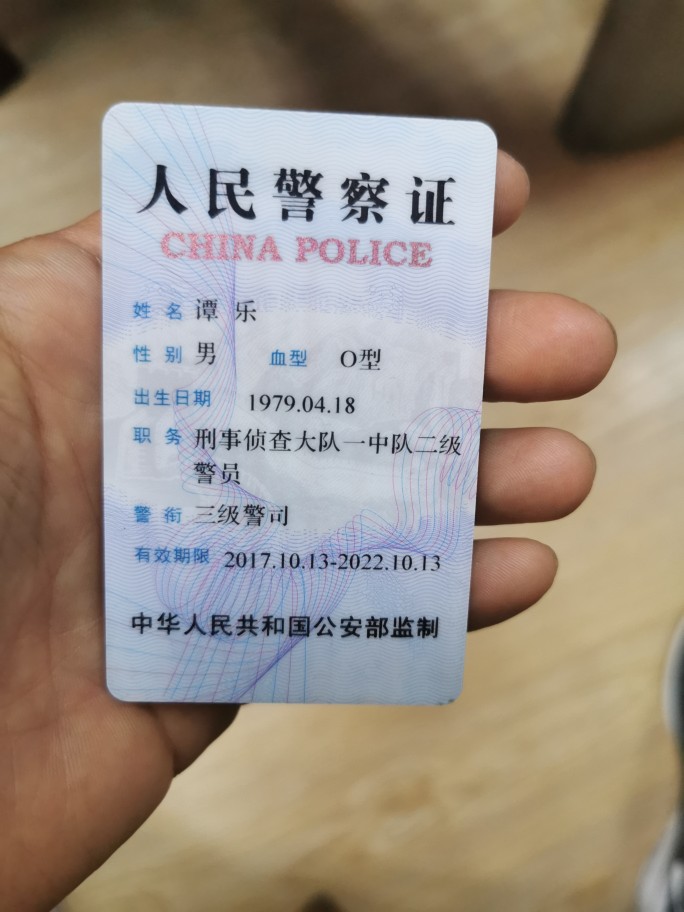 人民警察证
CHINA POLICE
姓名 谭乐
性别 男 血型 O型
出生日期 1979.04.18
职务 刑事侦查大队一中队二级
警员
警衔 三级警司
有效期限 2017.10.13-2022.10.13
中华人民共和国公安部监制